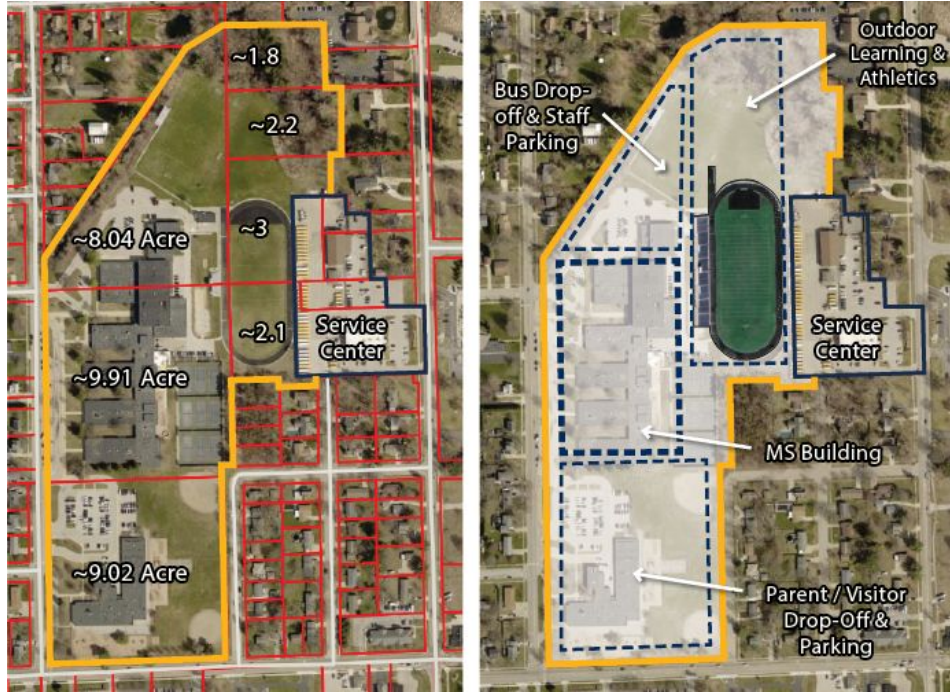 ~1.8
~2.2
~8.04 Acre
~3
~2.1
Service
Center
~9.91 Acre
~9.02 Acre
Outdoor
Learning &
Athletics
Bus Drop-
off & Staff
Parking
Service
Center
MS Building
Parent / Visitor
Drop-Off &
Parking